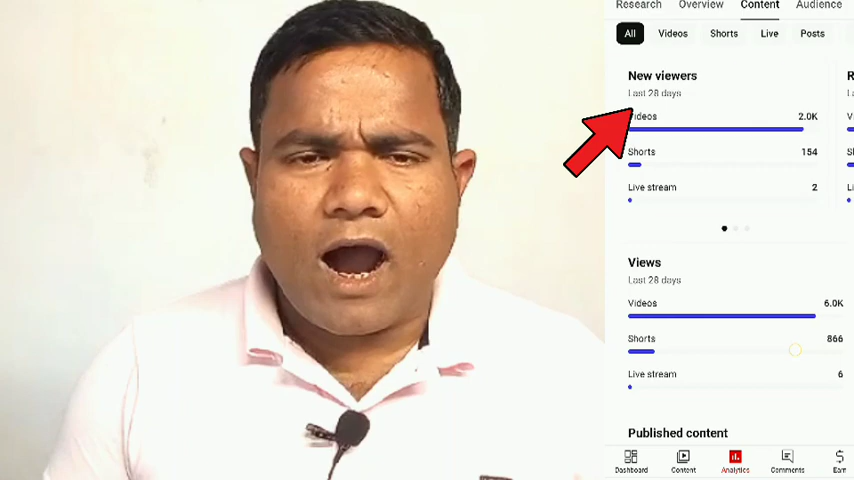 Research Overview Content Audience
All Videos Shorts Live Posts
New viewers
Last 28 days
Videos 2.0K
Shorts 154
Live stream 2
Views
Last 28 days
Videos 6.0K
Shorts 866
Live stream 6
Published content
Dashboard Content Analytics Comments Earn